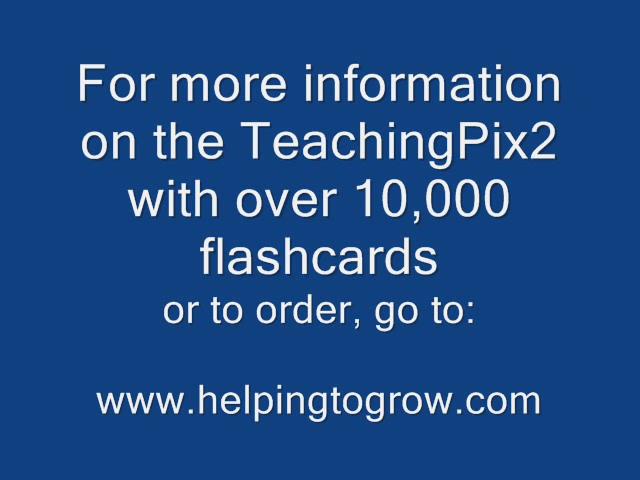 For more information
on the TeachingPix2
with over 10,000
flashcards
or to order, go to:
www.helpingtogrow.com